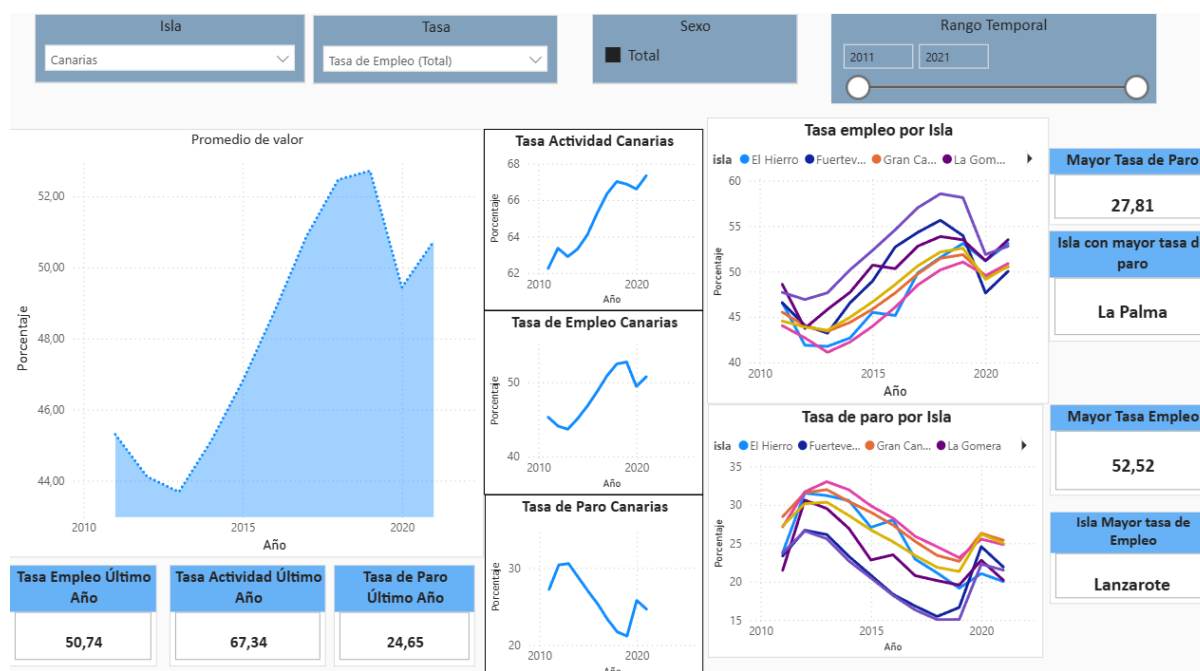 Isla
Canarias
Tasa
Tasa de Empleo (Total)
Sexo
Total
Rango Temporal
2011
2021
Promedio de valor
52,00
50,00
48,00
46,00
44,00
Porcentaje
2010
2015
2020
Año
Tasa Actividad Canarias
68
66
64
62
Porcentaje
2010
2020
Año
Tasa de Empleo Canarias
50
40
Porcentaje
2010
2020
Año
Tasa de Paro Canarias
30
20
Porcentaje
2010
2020
Año
Tasa empleo por Isla
isla El Hierro Fuertev... Gran Ca... La Gom...
60
55
50
45
40
Porcentaje
2010
2015
2020
Año
Tasa de paro por Isla
isla El Hierro Fuerteve... Gran Can... La Gomera
35
30
25
20
15
Porcentaje
2010
2015
2020
Año
Mayor Tasa de Paro
27,81
Isla con mayor tasa de
paro
La Palma
Mayor Tasa Empleo
52,52
Isla Mayor tasa de
Empleo
Lanzarote
Tasa Empleo Último
Año
50,74
Tasa Actividad Último
Año
67,34
Tasa de Paro
Último Año
24,65